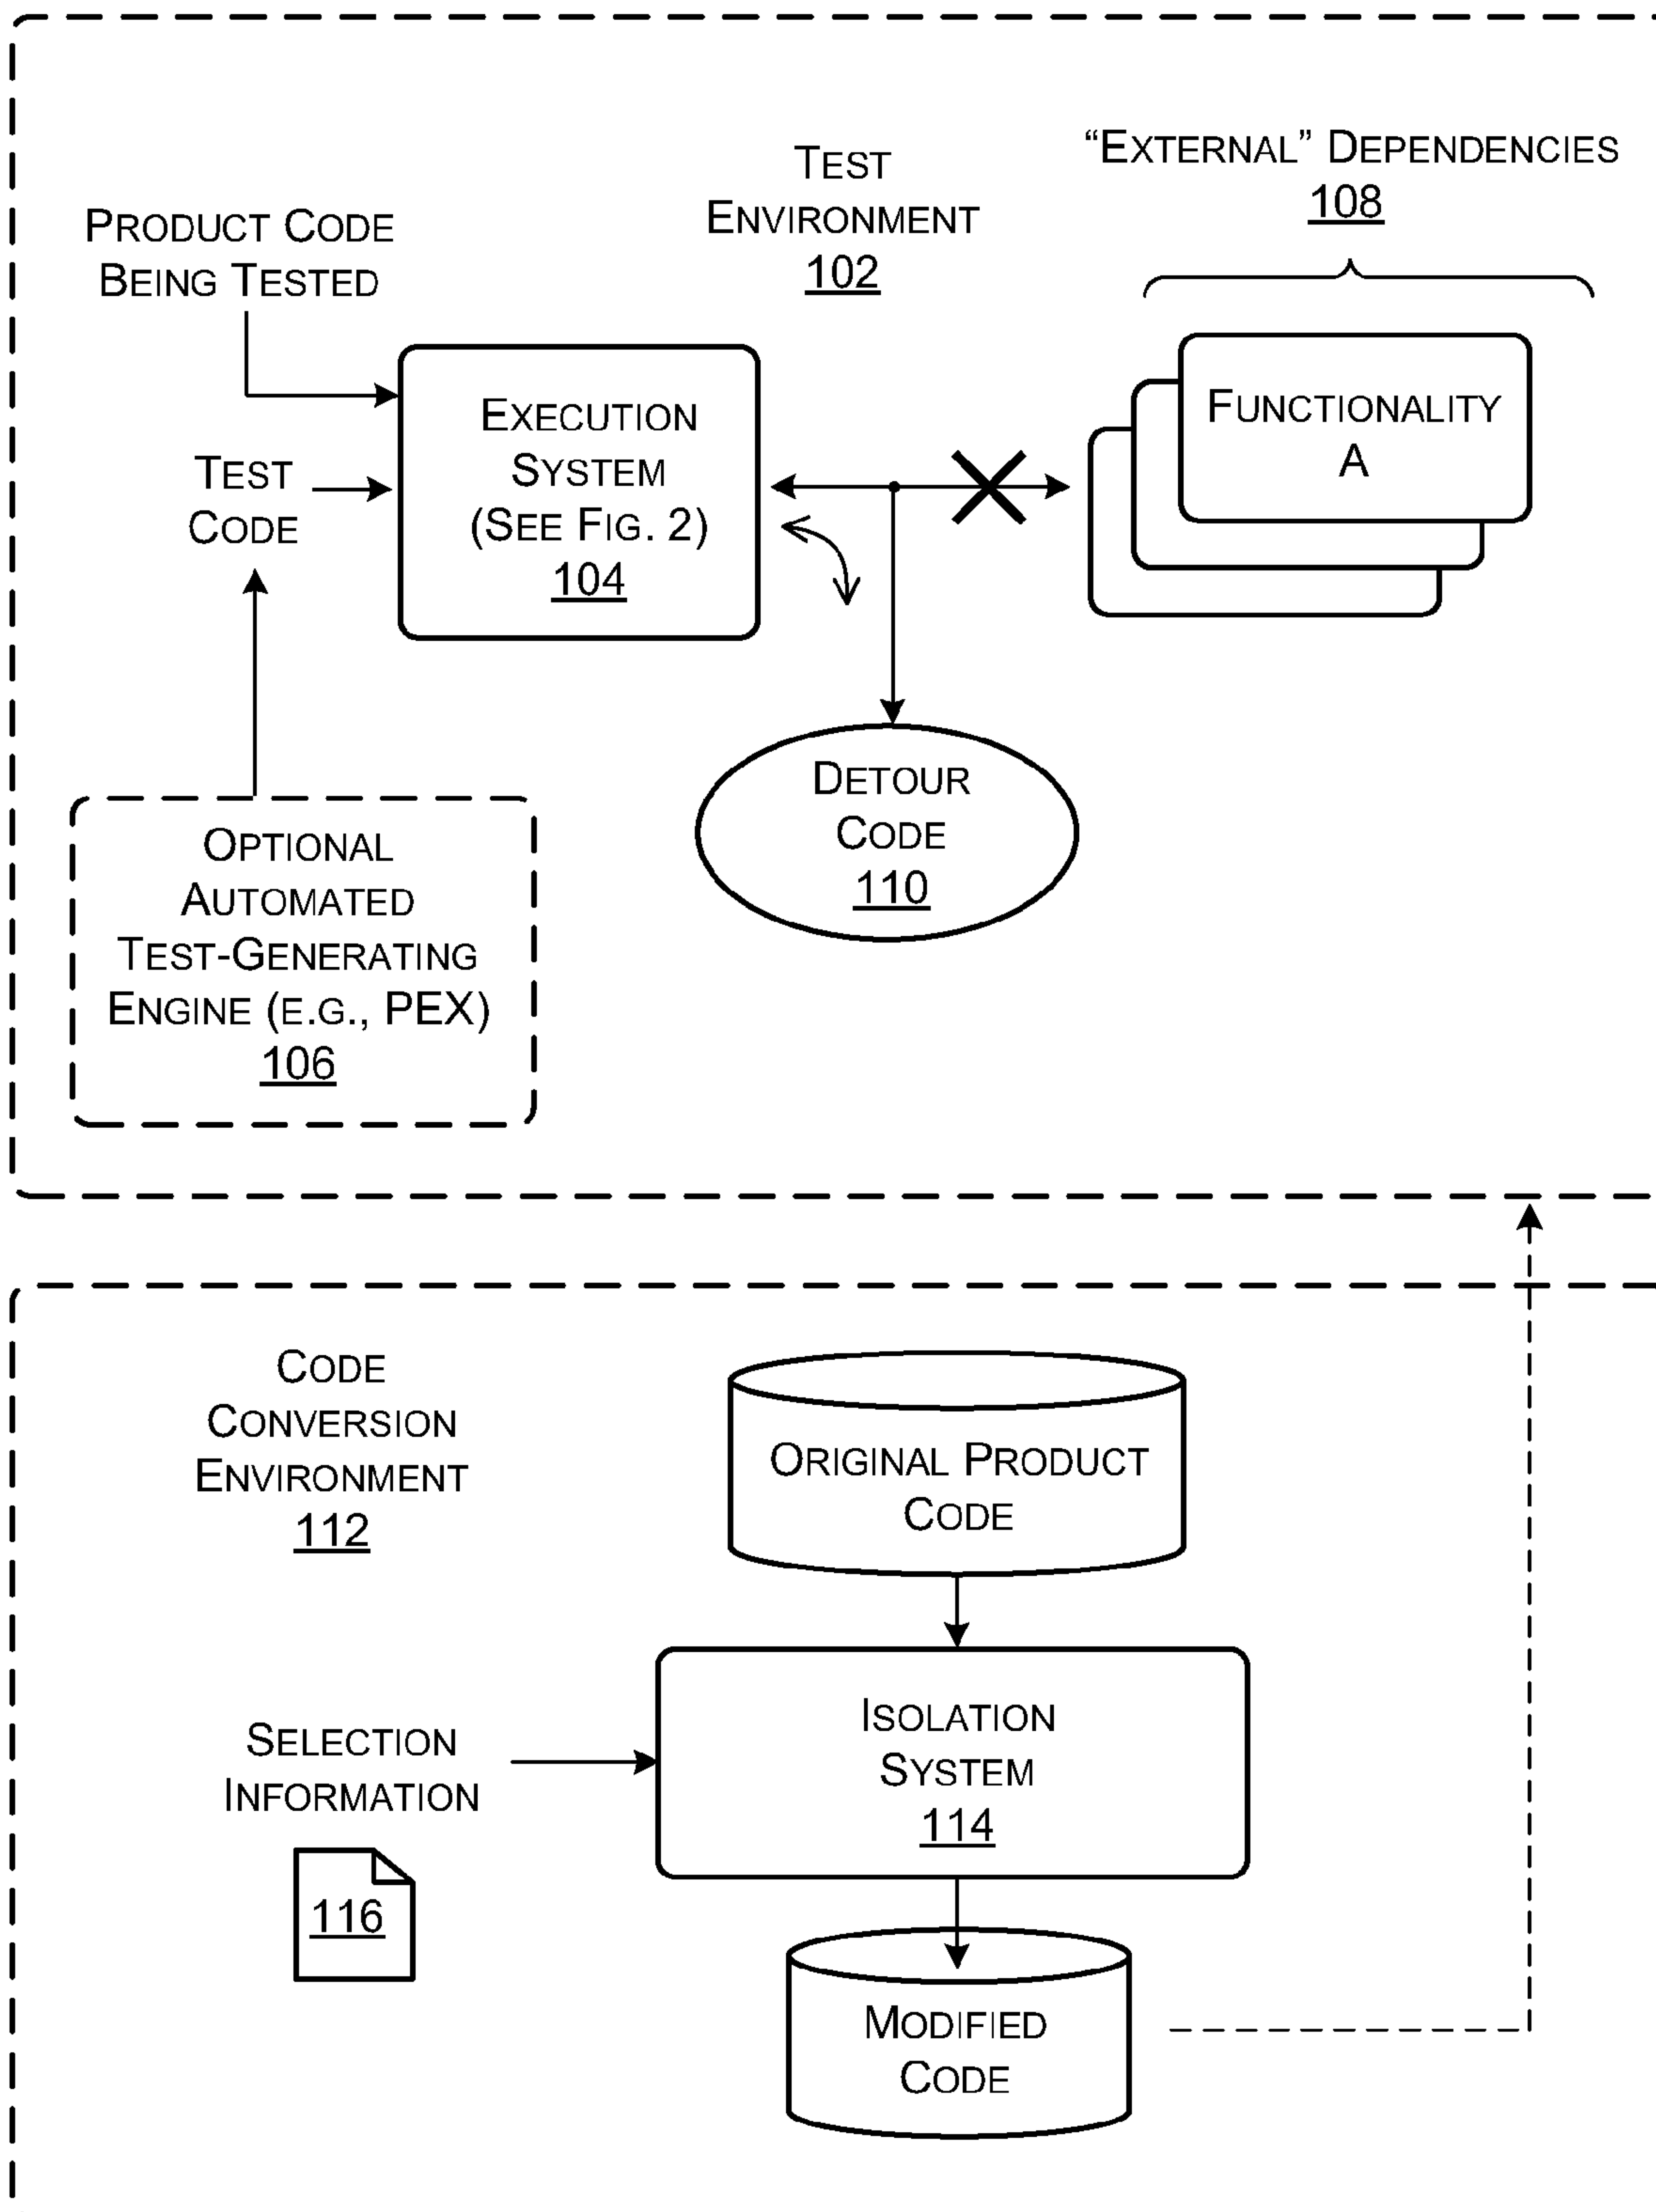 TEST
ENVIRONMENT
102
"EXTERNAL" DEPENDENCIES
108
PRODUCT CODE
BEING TESTED
FUNCTIONALITY
A
EXECUTION
SYSTEM
(SEE FIG. 2)
104
TEST
CODE
DETOUR
CODE
110
OPTIONAL
AUTOMATED
TEST-GENERATING
ENGINE (E.G., PEX)
106
CODE
CONVERSION
ENVIRONMENT
112
ORIGINAL PRODUCT
CODE
SELECTION
INFORMATION
116
ISOLATION
SYSTEM
114
MODIFIED
CODE